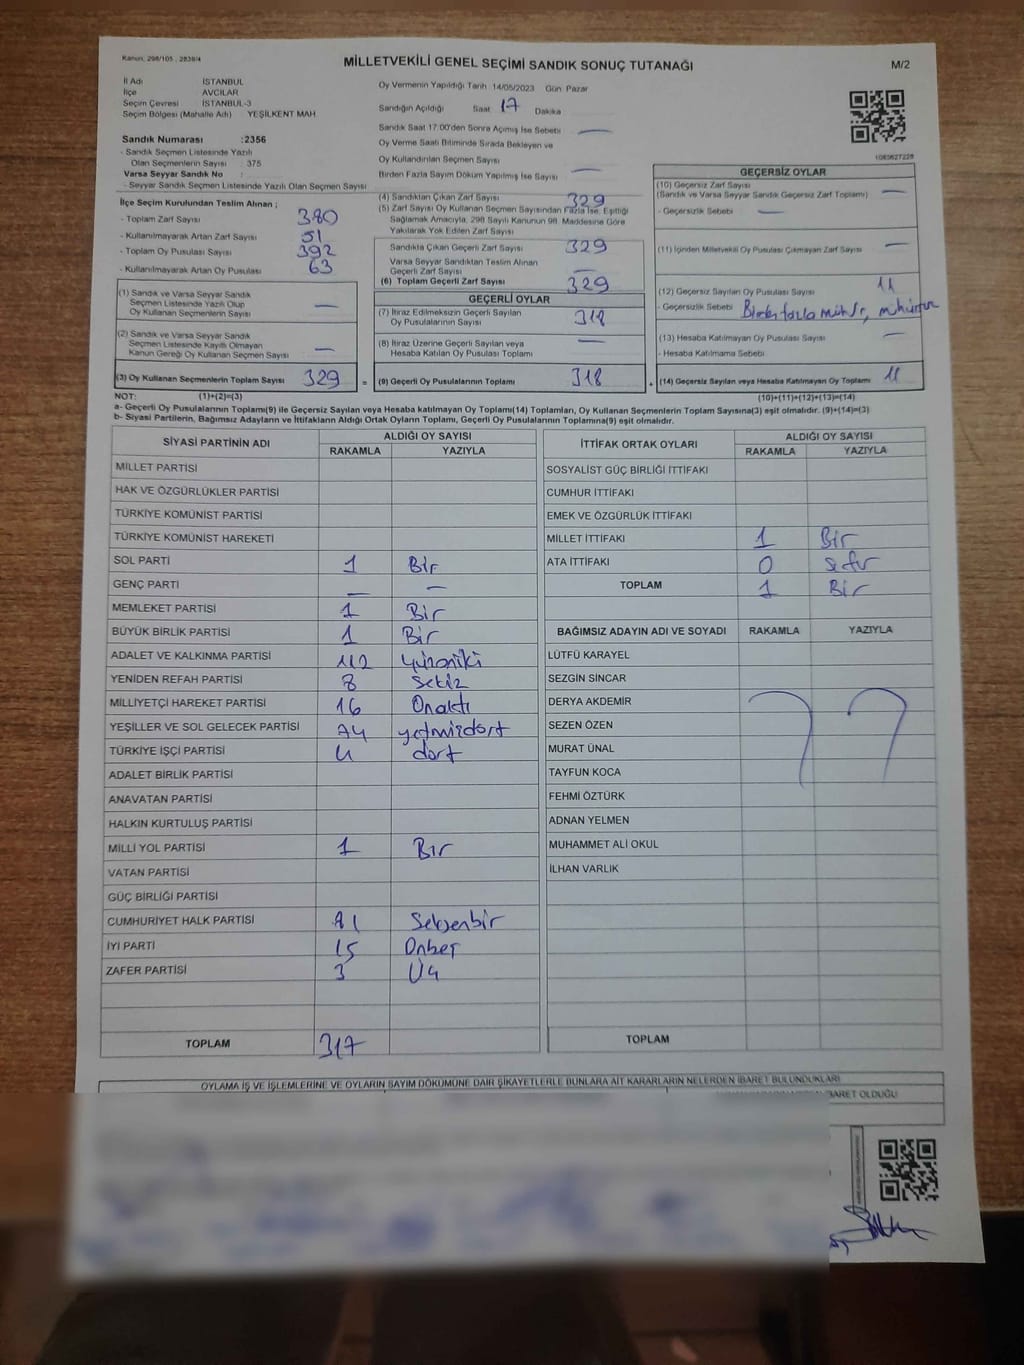 Kanun: 298/105 , 2839/4
MİLLETVEKİLİ GENEL SEÇİMİ SANDIK SONUÇ TUTANAĞI
M/2
İl Adı İSTANBUL
İlçe AVCILAR
Seçim Çevresi İSTANBUL-3
Seçim Bölgesi (Mahalle Adı) YEŞİLKENT MAH
Sandık Numarası :2356
- Sandık Seçmen Listesinde Yazılı
Olan Seçmenlerin Sayısı : 375
Varsa Seyyar Sandık No :
- Seyyar Sandık Seçmen Listesinde Yazılı Olan Seçmen Sayısı
Oy Vermenin Yapıldığı Tarih 14/05/2023 Gün Pazar
Sandığın Açıldığı Saat 17 Dakika
Sandık Saat 17:00'den Sonra Açımış İse Sebebi —
Oy Verme Saati Bitiminde Sırada Bekleyen ve
Oy Kullandırılan Seçmen Sayısı
Birden Fazla Sayım Döküm Yapılmış İse Sayısı —
1083627228
İlçe Seçim Kurulundan Teslim Alınan ;
- Toplam Zarf Sayısı 380
- Kullanılmayarak Artan Zarf Sayısı 51
- Toplam Oy Pusulası Sayısı 392
- Kullanılmayarak Artan Oy Pusulası 63
(1) Sandık ve Varsa Seyyar Sandık
Seçmen Listesinde Yazılı Olup
Oy Kullanan Seçmenlerin Sayısı —
(2) Sandık ve Varsa Seyyar Sandık
Seçmen Listesinde Kayıtlı Olmayan
Kanun Gereği Oy Kullanan Seçmen Sayısı —
(3) Oy Kullanan Seçmenlerin Toplam Sayısı 329
(4) Sandıktan Çıkan Zarf Sayısı 329
(5) Zarf Sayısı Oy Kullanan Seçmen Sayısından Fazla İse, Eşitliği
Sağlamak Amacıyla, 298 Sayılı Kanunun 98. Maddesine Göre
Yakılarak Yok Edilen Zarf Sayısı
Sandıkta Çıkan Geçerli Zarf Sayısı 329
Varsa Seyyar Sandıktan Teslim Alınan
Geçerli Zarf Sayısı —
(6) Toplam Geçerli Zarf Sayısı 329
GEÇERLİ OYLAR
(7) İtiraz Edilmeksizin Geçerli Sayılan
Oy Pusulalarının Sayısı 318
(8) İtiraz Üzerine Geçerli Sayılan veya
Hesaba Katılan Oy Pusulası Toplamı —
= (9) Geçerli Oy Pusulalarının Toplamı 318
GEÇERSİZ OYLAR
(10) Geçersiz Zarf Sayısı
(Sandık ve Varsa Seyyar Sandık Geçersiz Zarf Toplamı) —
- Geçersizlik Sebebi —
(11) İçinden Milletvekili Oy Pusulası Çıkmayan Zarf Sayısı —
(12) Geçersiz Sayılan Oy Pusulası Sayısı 11
- Geçersizlik Sebebi
(13) Hesaba Katılmayan Oy Pusulası Sayısı —
- Hesaba Katılmama Sebebi
+ (14) Geçersiz Sayılan veya Hesaba Katılmayan Oy Toplamı 11
NOT: (1)+(2)=(3) (10)+(11)+(12)+(13)=(14)
a- Geçerli Oy Pusulalarının Toplamı(9) ile Geçersiz Sayılan veya Hesaba katılmayan Oy Toplamı(14) Toplamları, Oy Kullanan Seçmenlerin Toplam Sayısına(3) eşit olmalıdır. (9)+(14)=(3)
b- Siyasi Partilerin, Bağımsız Adayların ve İttifakların Aldığı Ortak Oyların Toplamı, Geçerli Oy Pusulalarının Toplamına(9) eşit olmalıdır.
SİYASİ PARTİNİN ADI ALDIĞI OY SAYISI
RAKAMLA YAZIYLA
MİLLET PARTİSİ
HAK VE ÖZGÜRLÜKLER PARTİSİ
TÜRKİYE KOMÜNİST PARTİSİ
TÜRKİYE KOMÜNİST HAREKETİ
SOL PARTİ 1 Bir
GENÇ PARTİ — —
MEMLEKET PARTİSİ 1 Bir
BÜYÜK BİRLİK PARTİSİ 1 Bir
ADALET VE KALKINMA PARTİSİ 112 yüzoniki
YENİDEN REFAH PARTİSİ 8 Sekiz
MİLLİYETÇİ HAREKET PARTİSİ 16 Onaltı
YEŞİLLER VE SOL GELECEK PARTİSİ 74 yetmişdört
TÜRKİYE İŞÇİ PARTİSİ 4 dört
ADALET BİRLİK PARTİSİ
ANAVATAN PARTİSİ
HALKIN KURTULUŞ PARTİSİ
MİLLİ YOL PARTİSİ 1 Bir
VATAN PARTİSİ
GÜÇ BİRLİĞİ PARTİSİ
CUMHURİYET HALK PARTİSİ 81 Seksenbir
İYİ PARTİ 15 Onbeş
ZAFER PARTİSİ 3 Üç
TOPLAM 317
İTTİFAK ORTAK OYLARI ALDIĞI OY SAYISI
RAKAMLA YAZIYLA
SOSYALİST GÜÇ BİRLİĞİ İTTİFAKI
CUMHUR İTTİFAKI
EMEK VE ÖZGÜRLÜK İTTİFAKI
MİLLET İTTİFAKI 1 Bir
ATA İTTİFAKI 0 sıfır
TOPLAM 1 Bir
BAĞIMSIZ ADAYIN ADI VE SOYADI RAKAMLA YAZIYLA
LÜTFÜ KARAYEL
SEZGİN SİNCAR
DERYA AKDEMİR
SEZEN ÖZEN
MURAT ÜNAL
TAYFUN KOCA
FEHMİ ÖZTÜRK
ADNAN YELMEN
MUHAMMET ALİ OKUL
İLHAN VARLIK
TOPLAM
OYLAMA İŞ VE İŞLEMLERİNE VE OYLARIN SAYIM DÖKÜMÜNE DAİR ŞİKAYETLERLE BUNLARA AİT KARARLARIN NELERDEN İBARET BULUNDUKLARI
BARET OLDUĞU